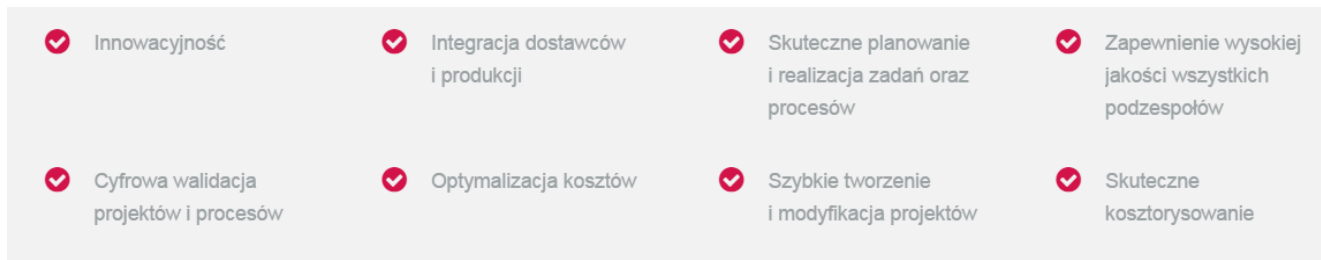 Innowacyjność
Integracja dostawców
i produkcji
Skuteczne planowanie
i realizacja zadań oraz
procesów
Zapewnienie wysokiej
jakości wszystkich
podzespołów
Cyfrowa walidacja
projektów i procesów
Optymalizacja kosztów
Szybkie tworzenie
i modyfikacja projektów
Skuteczne
kosztorysowanie